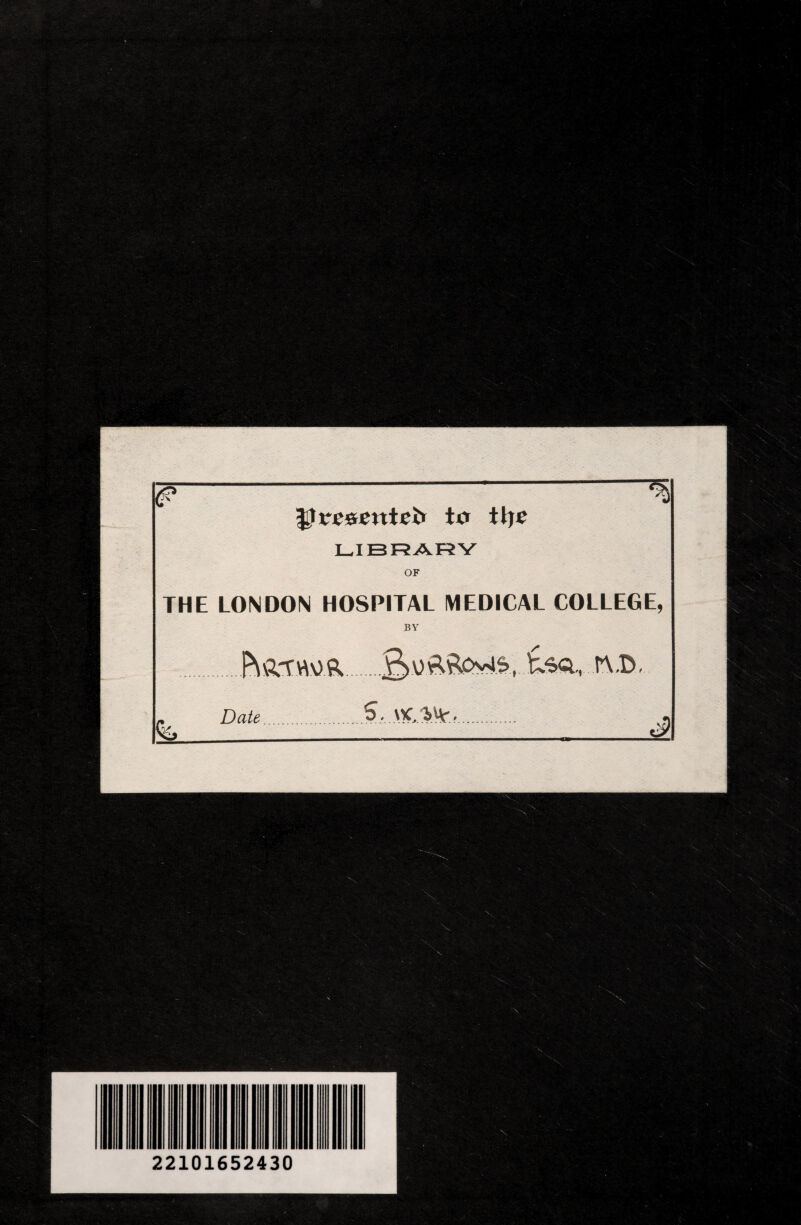 Presented to the
LIBRARY
OF
THE LONDON HOSPITAL MEDICAL COLLEGE,
BY
ARTHUR BURROWS, ESQ., M.D.
Date 5. IX. 34.
22101652430